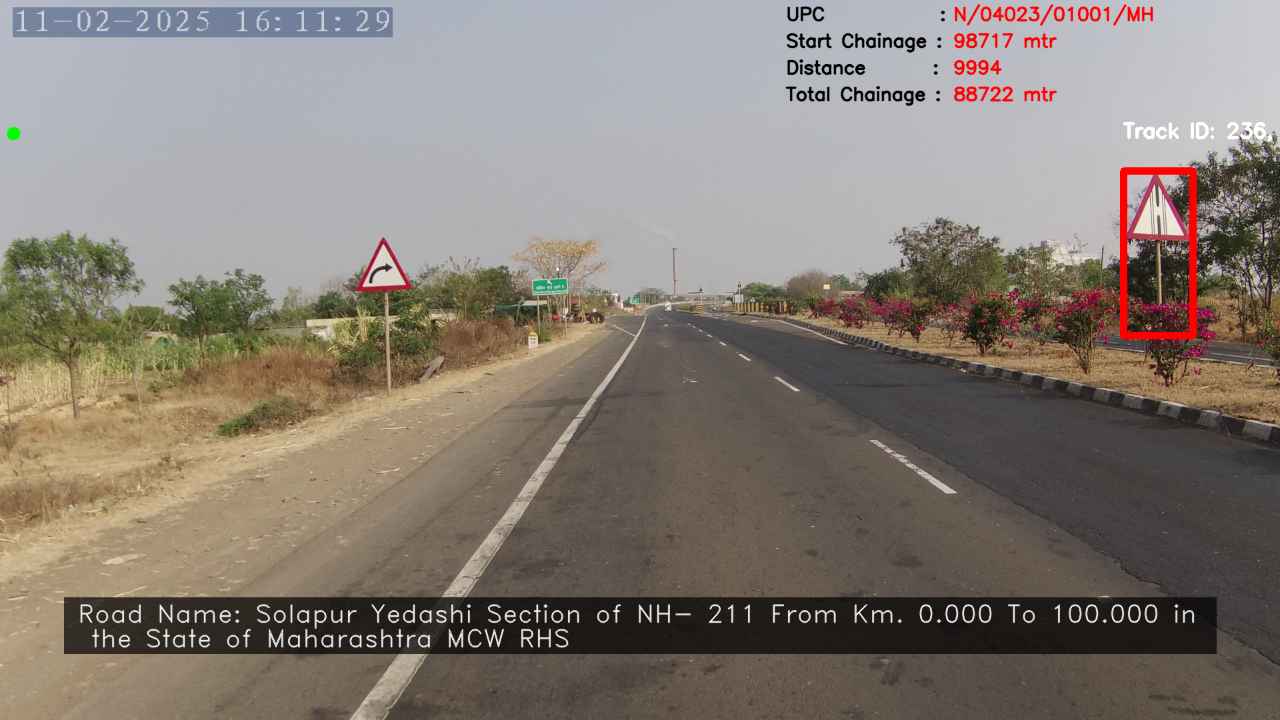 11-02-2025 16:11:29
UPC : N/04023/01001/MH
Start Chainage : 98717 mtr
Distance : 9994
Total Chainage : 88722 mtr
Track ID: 236,
Road Name: Solapur Yedashi Section of NH- 211 From Km. 0.000 To 100.000 in
the State of Maharashtra MCW RHS